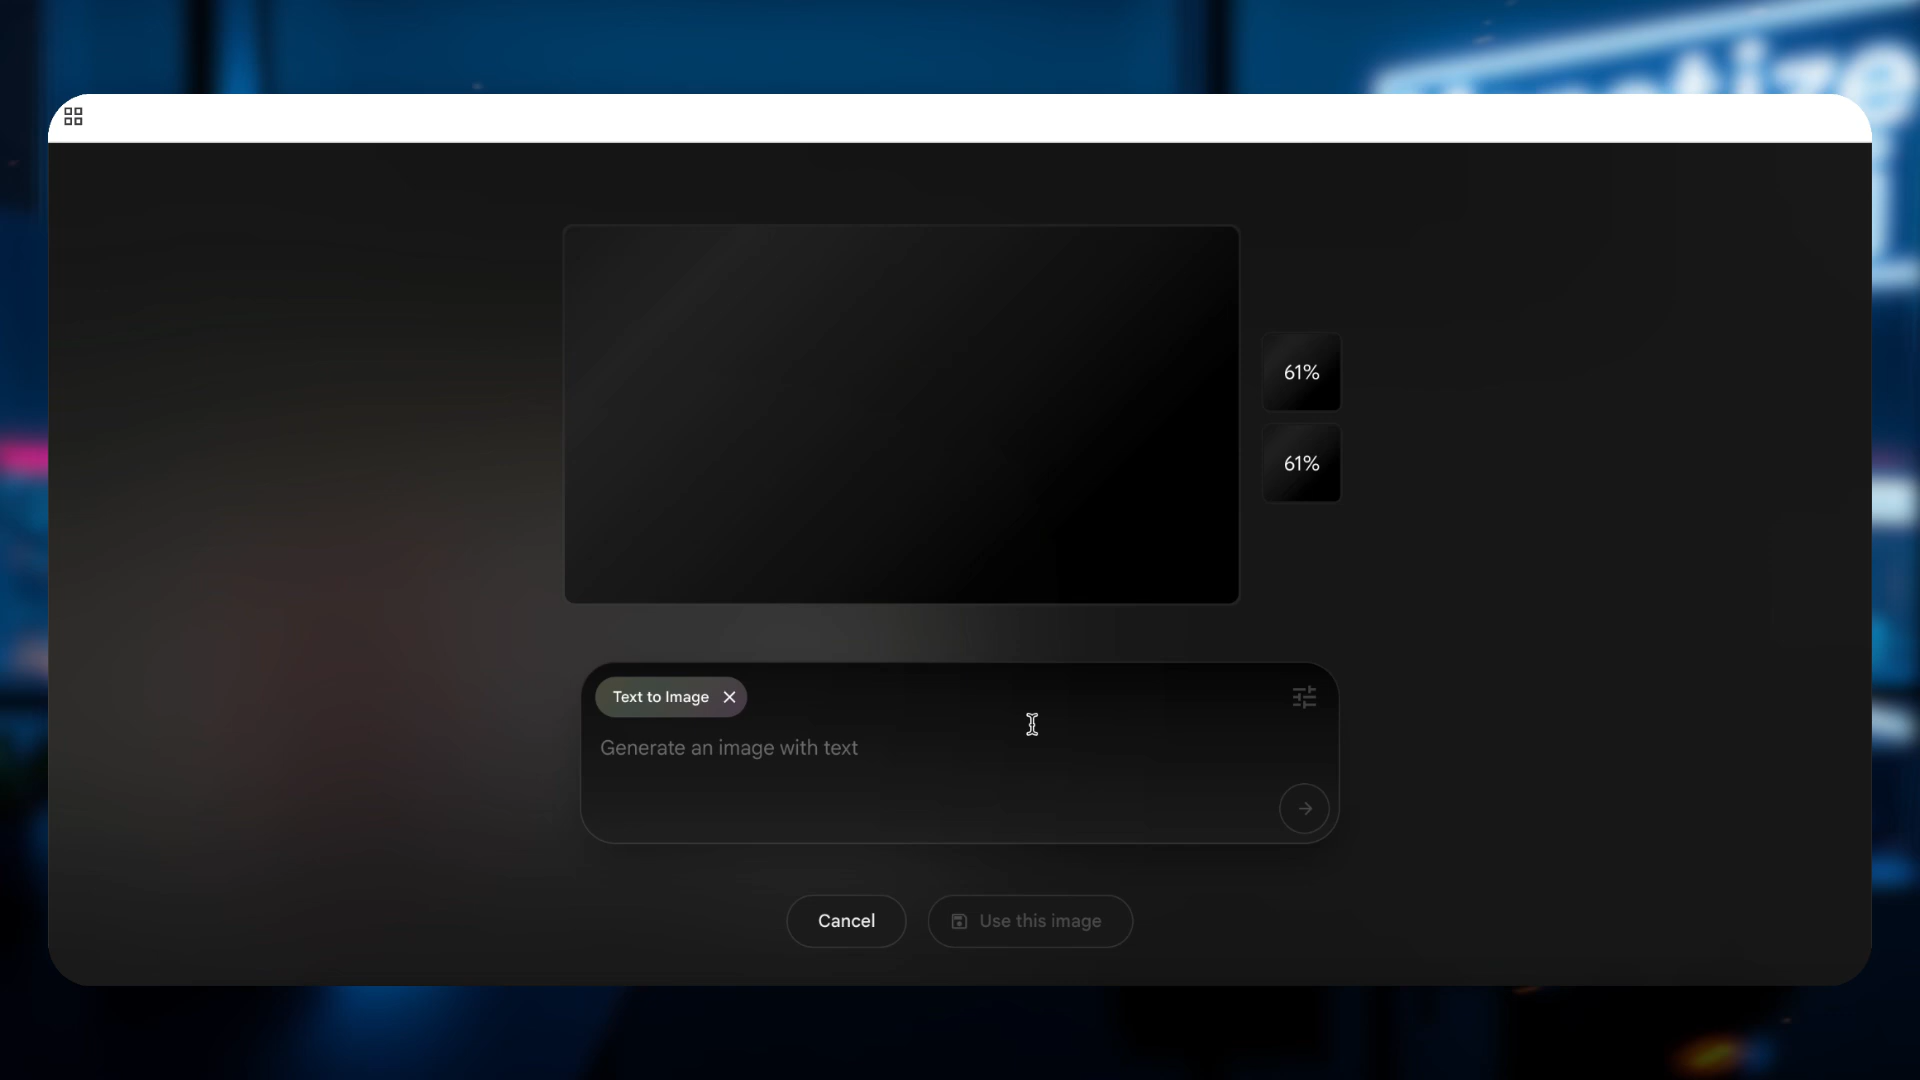 61%
61%
Text to Image
Generate an image with text
Cancel
Use this image